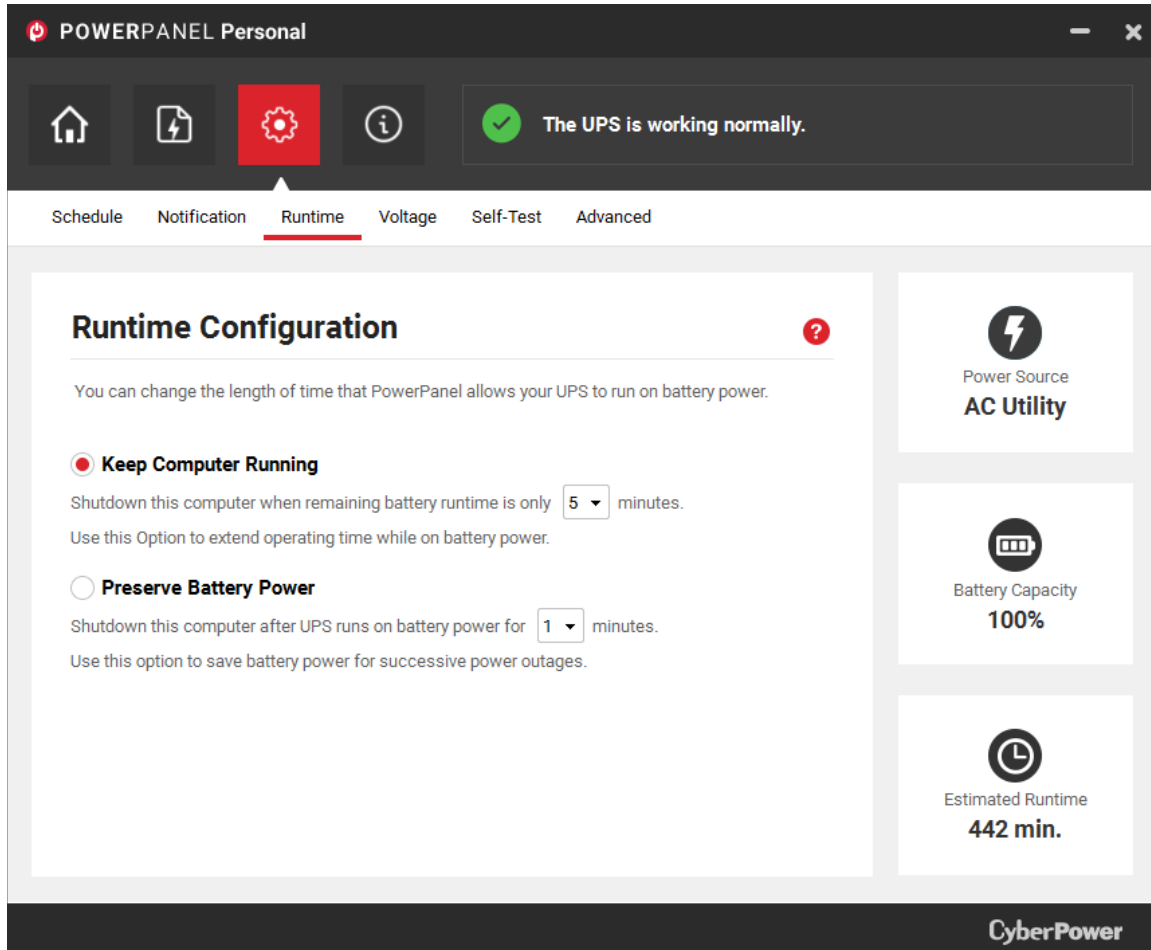 POWERPANEL Personal
The UPS is working normally.
Schedule Notification Runtime Voltage Self-Test Advanced
Runtime Configuration
?
You can change the length of time that PowerPanel allows your UPS to run on battery power.
Keep Computer Running
Shutdown this computer when remaining battery runtime is only 5 minutes.
Use this Option to extend operating time while on battery power.
Preserve Battery Power
Shutdown this computer after UPS runs on battery power for 1 minutes.
Use this option to save battery power for successive power outages.
Power Source
AC Utility
Battery Capacity
100%
Estimated Runtime
442 min.
CyberPower